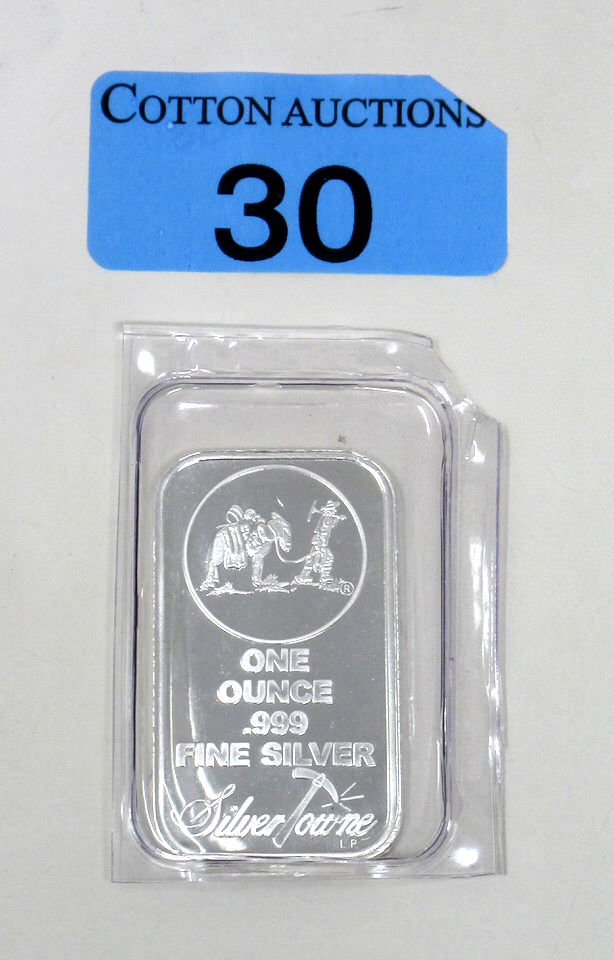 COTTON AUCTIONS
30
®
ONE
OUNCE
.999
FINE SILVER
SilverTowne
L.P.